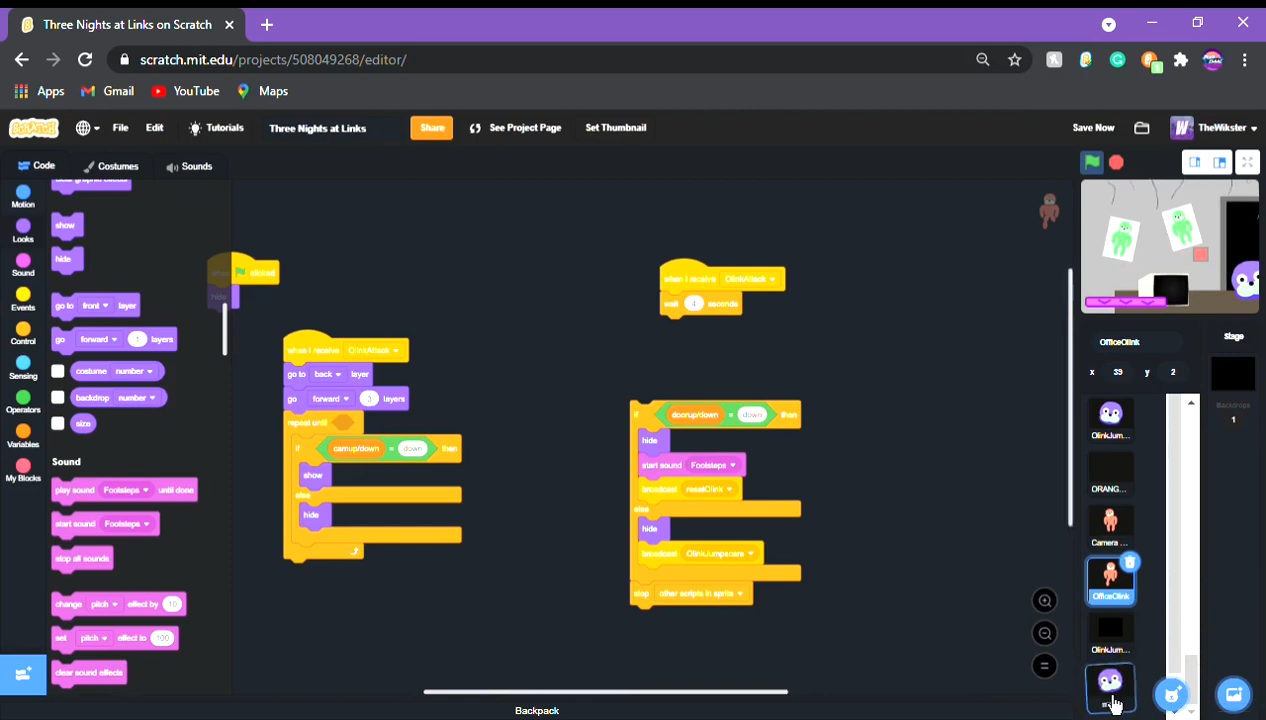 Three Nights at Links on Scratch
scratch.mit.edu/projects/508049268/editor/
Apps Gmail YouTube Maps
SCRATCH File Edit Tutorials Three Nights at Links Share See Project Page Set Thumbnail Save Now TheWikster
Code Costumes Sounds
Motion
Looks
Sound
Events
Control
Sensing
Operators
Variables
My Blocks
show
hide
go to front layer
go forward 1 layers
costume number
backdrop number
size
Sound
play sound Footsteps until done
start sound Footsteps
stop all sounds
change pitch effect by 10
set pitch effect to 100
clear sound effects
when clicked
hide
when I receive OlinkAttack
go to back layer
go forward 3 layers
repeat until
if camup/down = down then
show
else
hide
when I receive OlinkAttack
wait 4 seconds
if doorup/down = down then
hide
start sound Footsteps
broadcast resetOlink
else
hide
broadcast OlinkJumpscare
stop other scripts in sprite
OfficeOlink
x 39 y 2
Stage
Backdrops
1
OlinkJum...
ORANG...
Camera ...
OfficeOlink
OlinkJum...
Backpack